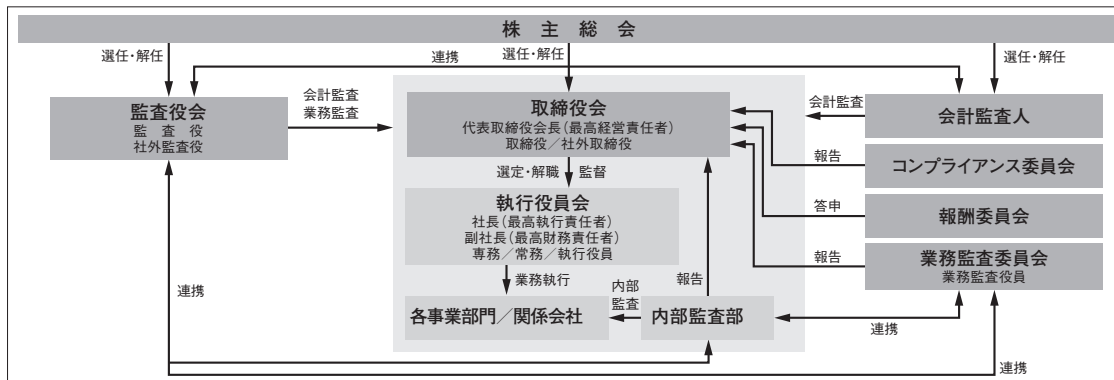 株主総会
選任・解任
選任・解任
選任・解任
連携
監査役会
監査役
社外監査役
会計監査
業務監査
取締役会
代表取締役会長（最高経営責任者）
取締役／社外取締役
会計監査
会計監査人
報告
コンプライアンス委員会
選定・解職
監督
執行役員会
社長（最高執行責任者）
副社長（最高財務責任者）
専務／常務／執行役員
答申
報酬委員会
報告
業務監査委員会
業務監査役員
業務執行
報告
連携
内部
監査
各事業部門／関係会社
内部監査部
連携
連携